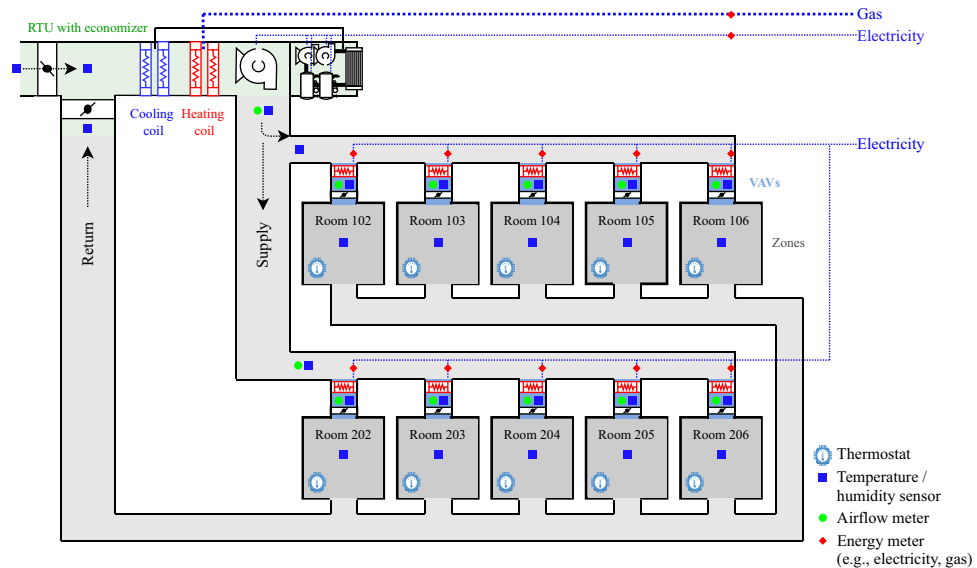 Gas
RTU with economizer
Electricity
Cooling
coil
Heating
coil
Electricity
VAVs
Room 102
Room 103
Room 104
Room 105
Room 106
Return
Supply
Zones
Room 202
Room 203
Room 204
Room 205
Room 206
Thermostat
Temperature /
humidity sensor
Airflow meter
Energy meter
(e.g., electricity, gas)